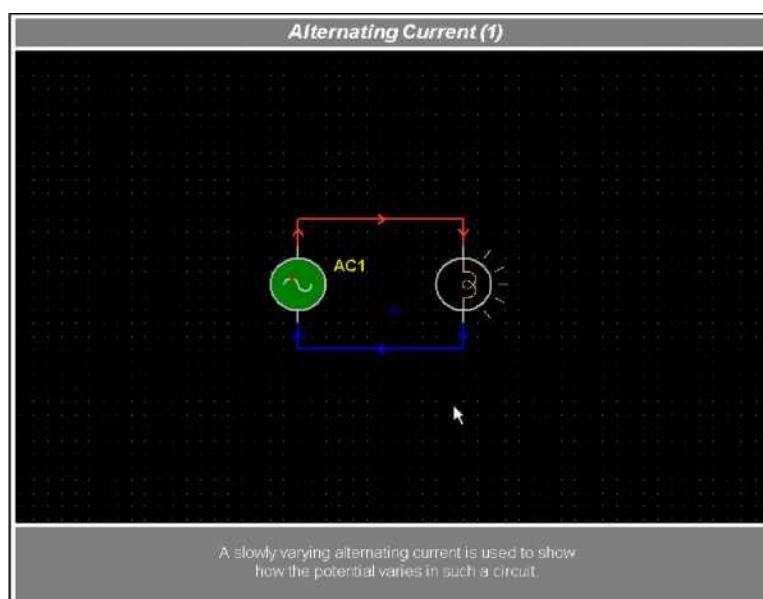 Alternating Current (1)
AC1
A slowly varying alternating current is used to show
how the potential varies in such a circuit.